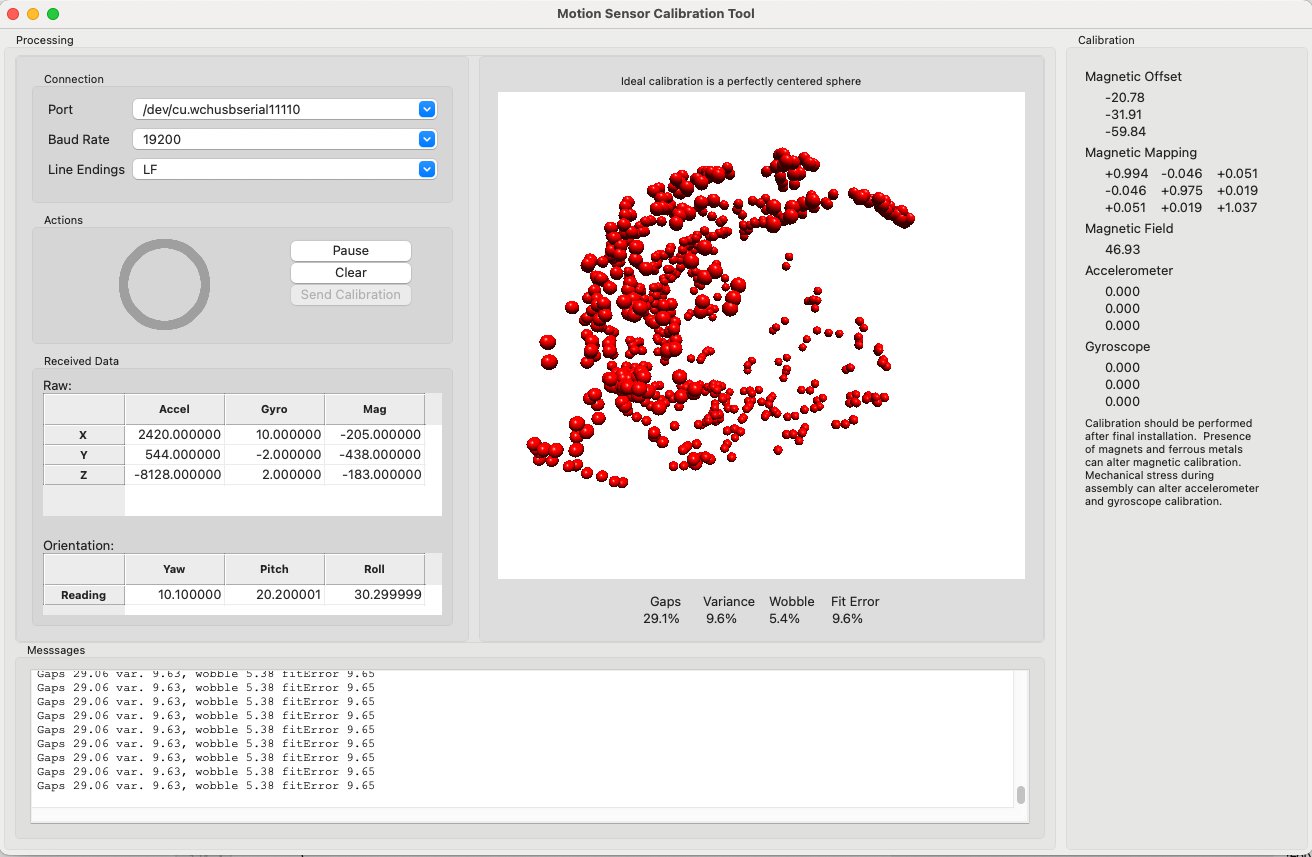 Motion Sensor Calibration Tool
Processing
Connection
Port /dev/cu.wchusbserial11110
Baud Rate 19200
Line Endings LF
Actions
Pause
Clear
Send Calibration
Received Data
Raw:
Accel Gyro Mag
X 2420.000000 10.000000 -205.000000
Y 544.000000 -2.000000 -438.000000
Z -8128.000000 2.000000 -183.000000
Orientation:
Yaw Pitch Roll
Reading 10.100000 20.200001 30.299999
Ideal calibration is a perfectly centered sphere
Gaps Variance Wobble Fit Error
29.1% 9.6% 5.4% 9.6%
Messsages
Gaps 29.06 var. 9.63, wobble 5.38 fitError 9.65
Gaps 29.06 var. 9.63, wobble 5.38 fitError 9.65
Gaps 29.06 var. 9.63, wobble 5.38 fitError 9.65
Gaps 29.06 var. 9.63, wobble 5.38 fitError 9.65
Gaps 29.06 var. 9.63, wobble 5.38 fitError 9.65
Gaps 29.06 var. 9.63, wobble 5.38 fitError 9.65
Gaps 29.06 var. 9.63, wobble 5.38 fitError 9.65
Gaps 29.06 var. 9.63, wobble 5.38 fitError 9.65
Gaps 29.06 var. 9.63, wobble 5.38 fitError 9.65
Calibration
Magnetic Offset
-20.78
-31.91
-59.84
Magnetic Mapping
+0.994 -0.046 +0.051
-0.046 +0.975 +0.019
+0.051 +0.019 +1.037
Magnetic Field
46.93
Accelerometer
0.000
0.000
0.000
Gyroscope
0.000
0.000
0.000
Calibration should be performed
after final installation. Presence
of magnets and ferrous metals
can alter magnetic calibration.
Mechanical stress during
assembly can alter accelerometer
and gyroscope calibration.